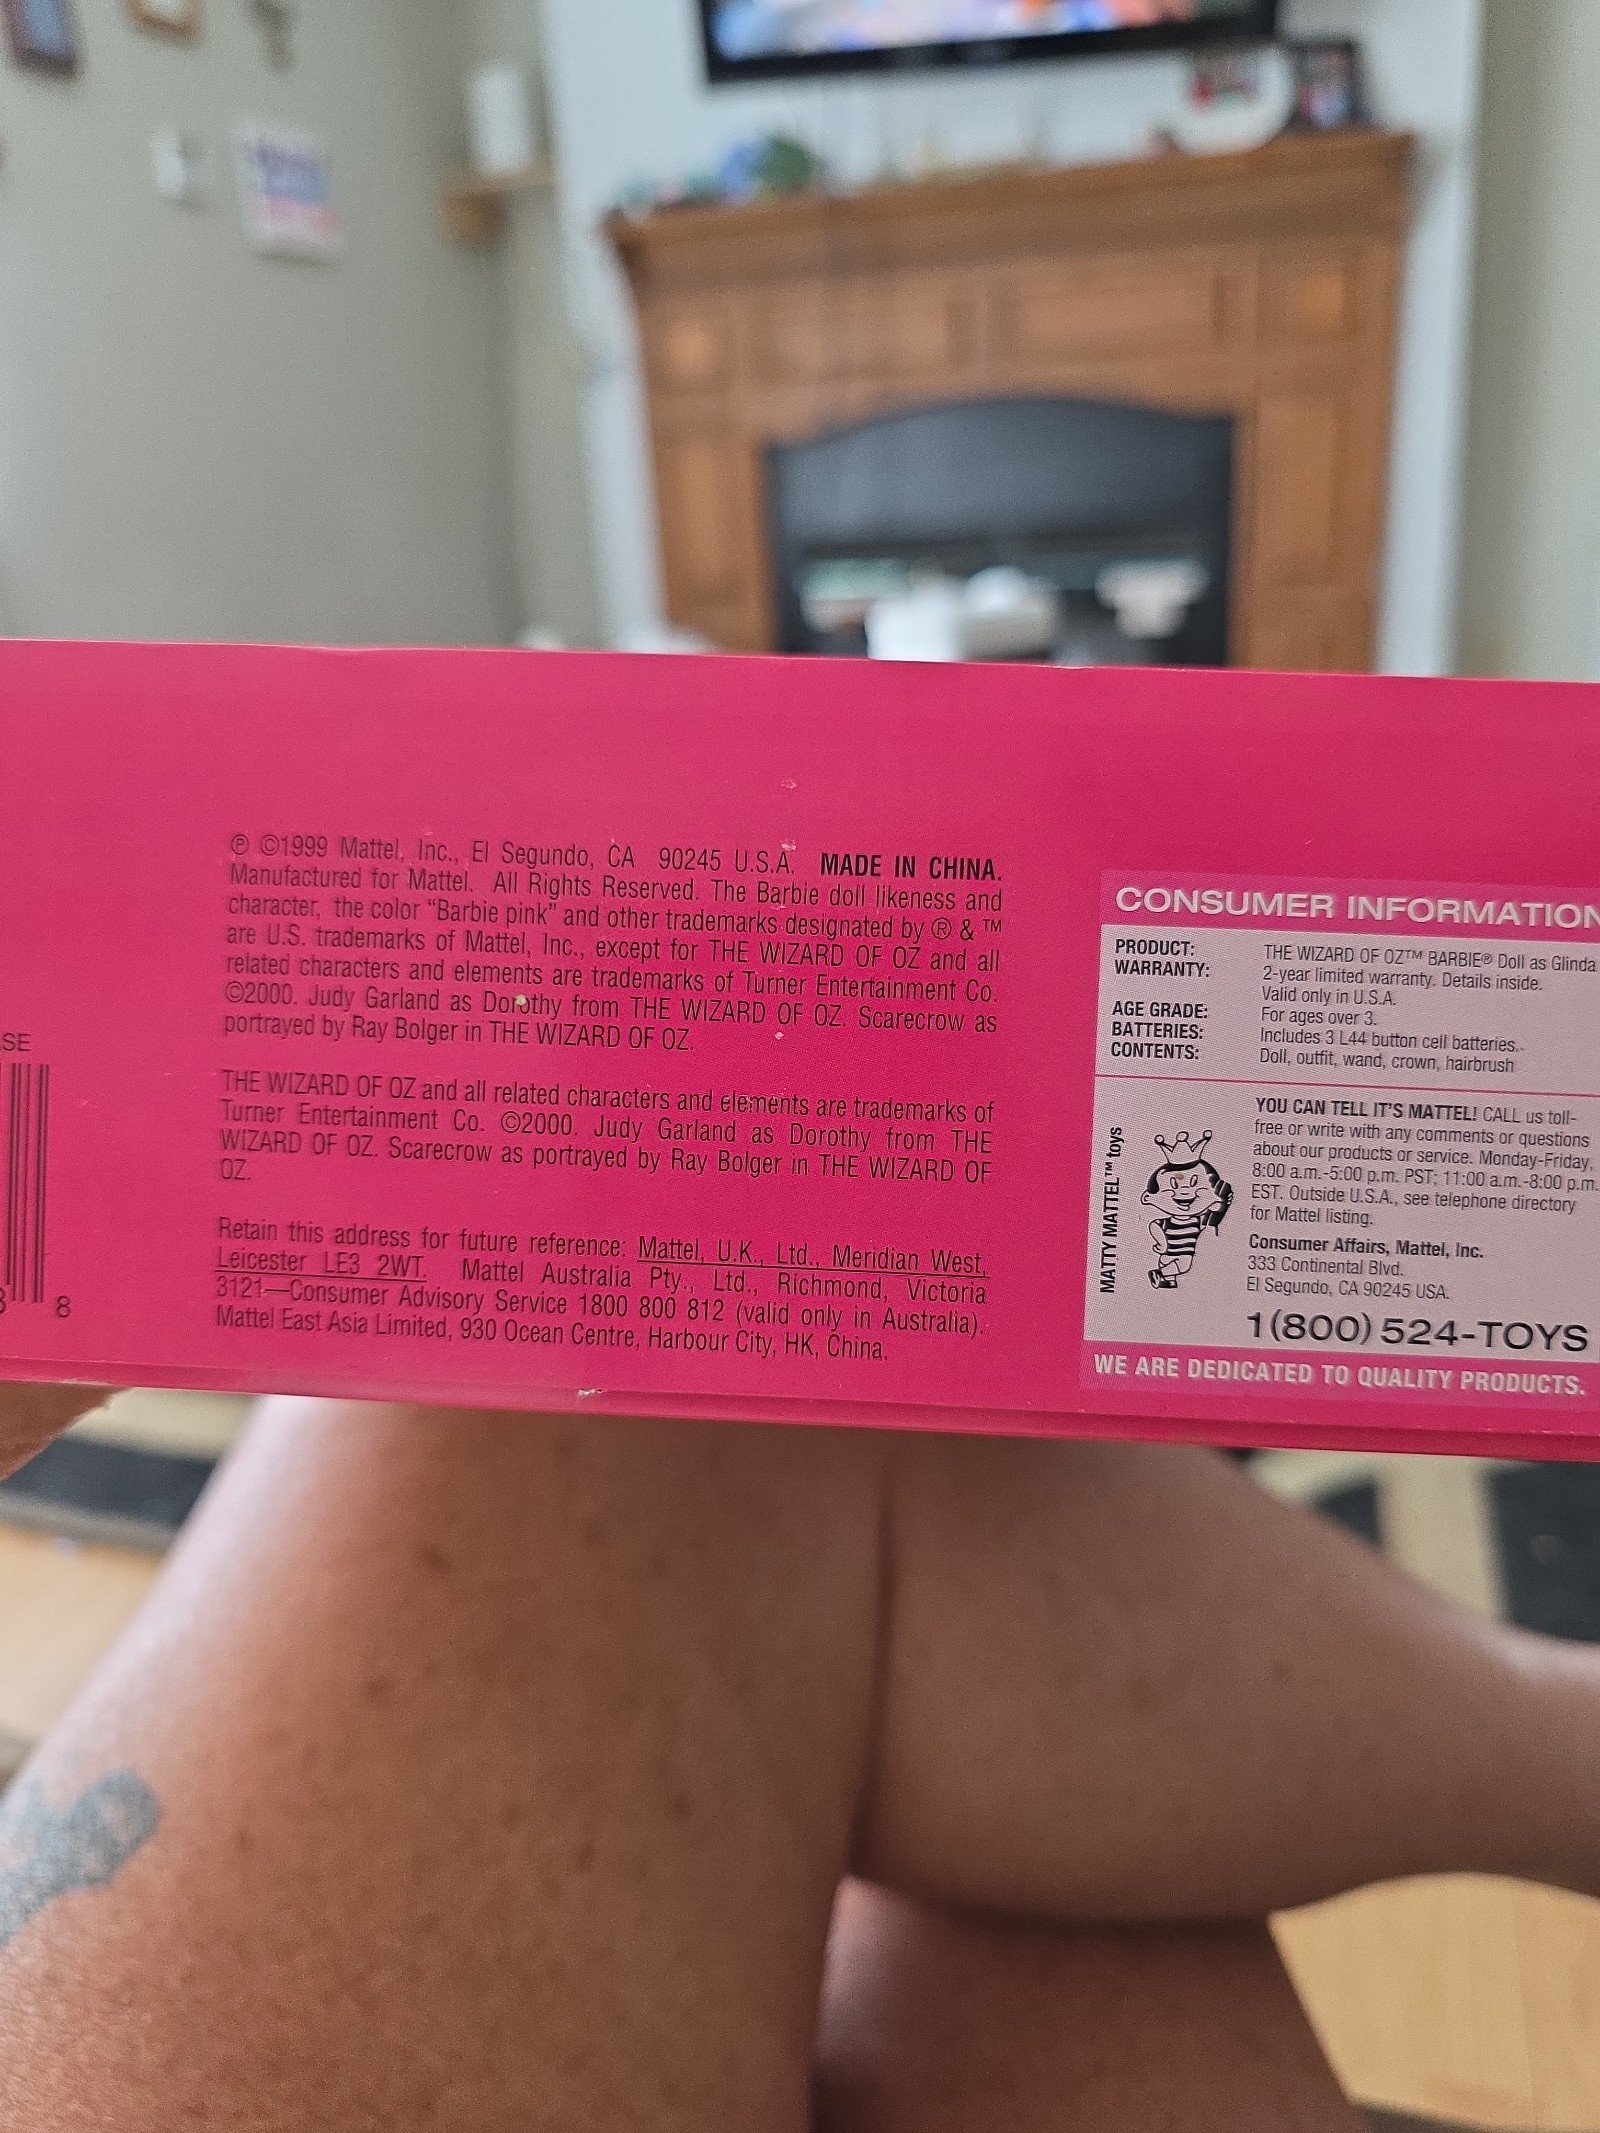 SE
8
℗ ©1999 Mattel, Inc., El Segundo, CA 90245 U.S.A. MADE IN CHINA.
Manufactured for Mattel. All Rights Reserved. The Barbie doll likeness and
character, the color “Barbie pink” and other trademarks designated by ® & ™
are U.S. trademarks of Mattel, Inc., except for THE WIZARD OF OZ and all
related characters and elements are trademarks of Turner Entertainment Co.
©2000. Judy Garland as Dorothy from THE WIZARD OF OZ. Scarecrow as
portrayed by Ray Bolger in THE WIZARD OF OZ.
THE WIZARD OF OZ and all related characters and elements are trademarks of
Turner Entertainment Co. ©2000. Judy Garland as Dorothy from THE
WIZARD OF OZ. Scarecrow as portrayed by Ray Bolger in THE WIZARD OF
OZ.
Retain this address for future reference: Mattel, U.K., Ltd., Meridian West,
Leicester LE3 2WT. Mattel Australia Pty., Ltd., Richmond, Victoria
3121—Consumer Advisory Service 1800 800 812 (valid only in Australia).
Mattel East Asia Limited, 930 Ocean Centre, Harbour City, HK, China.
CONSUMER INFORMATION
PRODUCT: THE WIZARD OF OZ™ BARBIE® Doll as Glinda
WARRANTY: 2-year limited warranty. Details inside.
Valid only in U.S.A.
AGE GRADE: For ages over 3.
BATTERIES: Includes 3 L44 button cell batteries.
CONTENTS: Doll, outfit, wand, crown, hairbrush
MATTY MATTEL™ toys
YOU CAN TELL IT'S MATTEL! CALL us toll-
free or write with any comments or questions
about our products or service. Monday-Friday,
8:00 a.m.-5:00 p.m. PST; 11:00 a.m.-8:00 p.m.
EST. Outside U.S.A., see telephone directory
for Mattel listing.
Consumer Affairs, Mattel, Inc.
333 Continental Blvd.
El Segundo, CA 90245 USA.
1(800) 524-TOYS
WE ARE DEDICATED TO QUALITY PRODUCTS.